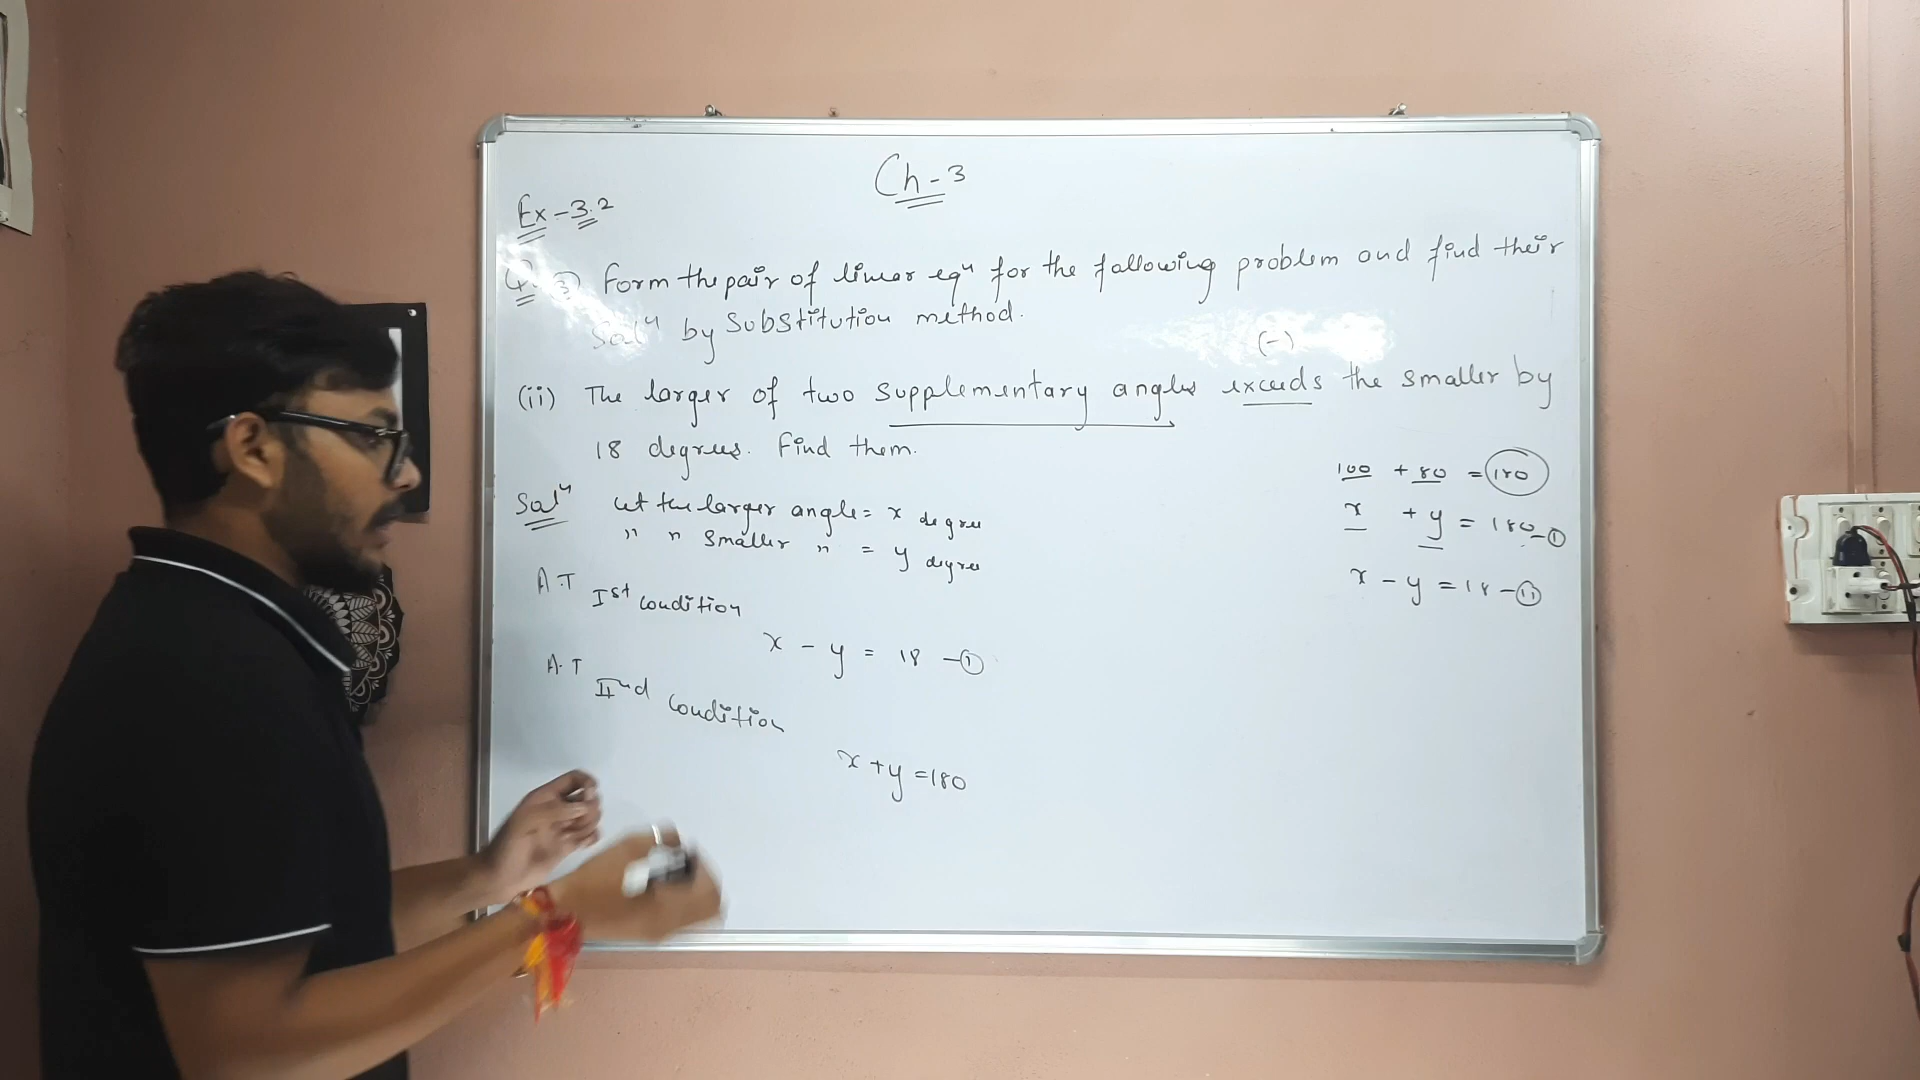 Ch-3
Ex-3.2
Q. 3) Form the pair of linear eqⁿ for the following problem and find their
Solⁿ by Substitution method.
(-)
(ii) The larger of two supplementary angles exceeds the smaller by
18 degrees. Find them.
Solⁿ Let the larger angle = x degree
" " Smaller " = y degree
A.T Ist Condition
x - y = 18 -①
A.T IInd Condition
x + y = 180
100 + 80 = 180
x + y = 180 -①
x - y = 18 -⑪